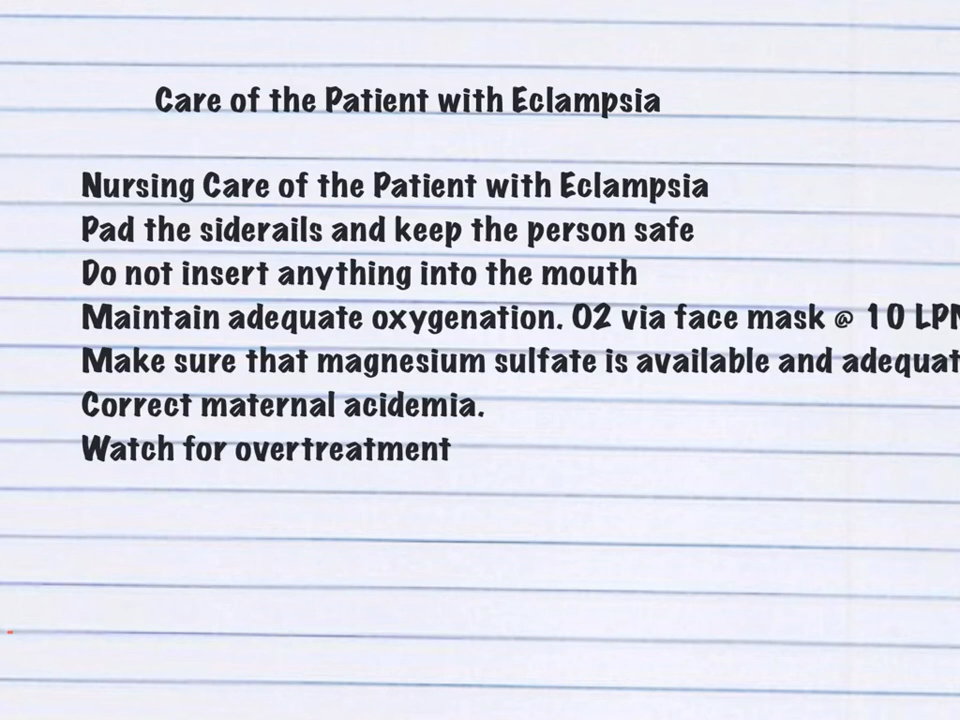 Care of the Patient with Eclampsia
Nursing Care of the Patient with Eclampsia
Pad the siderails and keep the person safe
Do not insert anything into the mouth
Maintain adequate oxygenation. O2 via face mask @ 10
Make sure that magnesium sulfate is available and
Correct maternal acidemia.
Watch for overtreatment